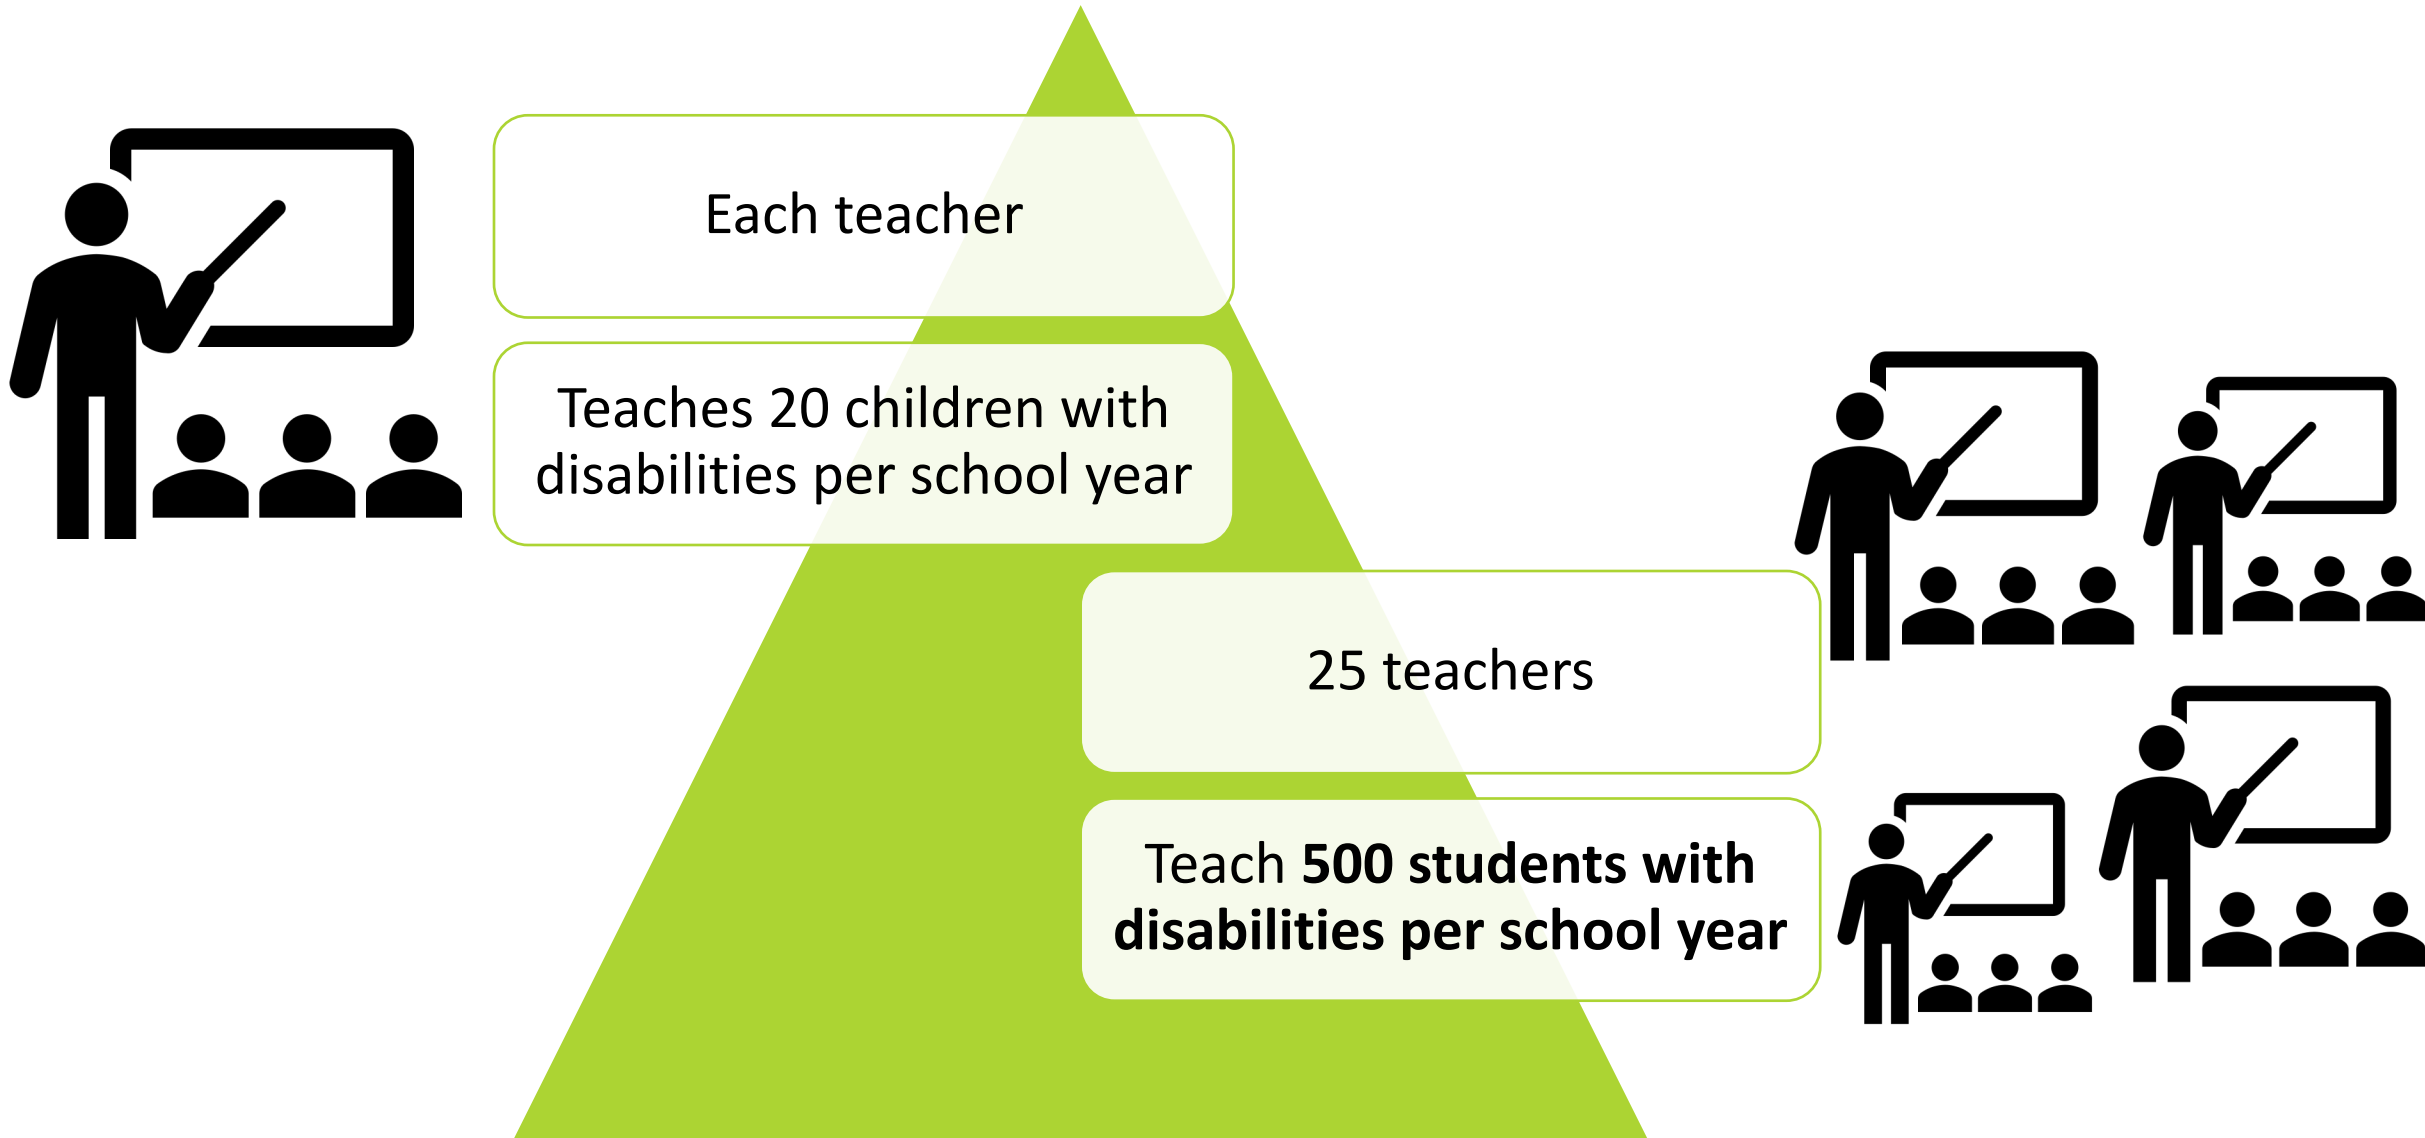 Each teacher
Teaches 20 children with
disabilities per school year
25 teachers
Teach 500 students with
disabilities per school year